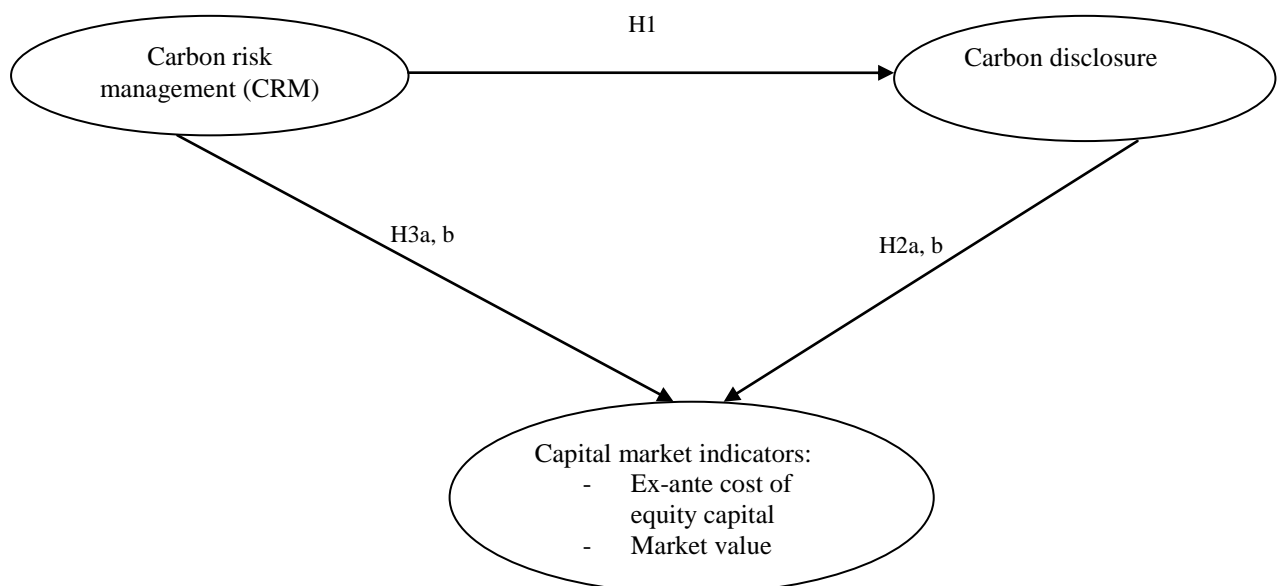 H1
Carbon risk
management (CRM)
Carbon disclosure
H3a, b
H2a, b
Capital market indicators:
- Ex-ante cost of
equity capital
- Market value